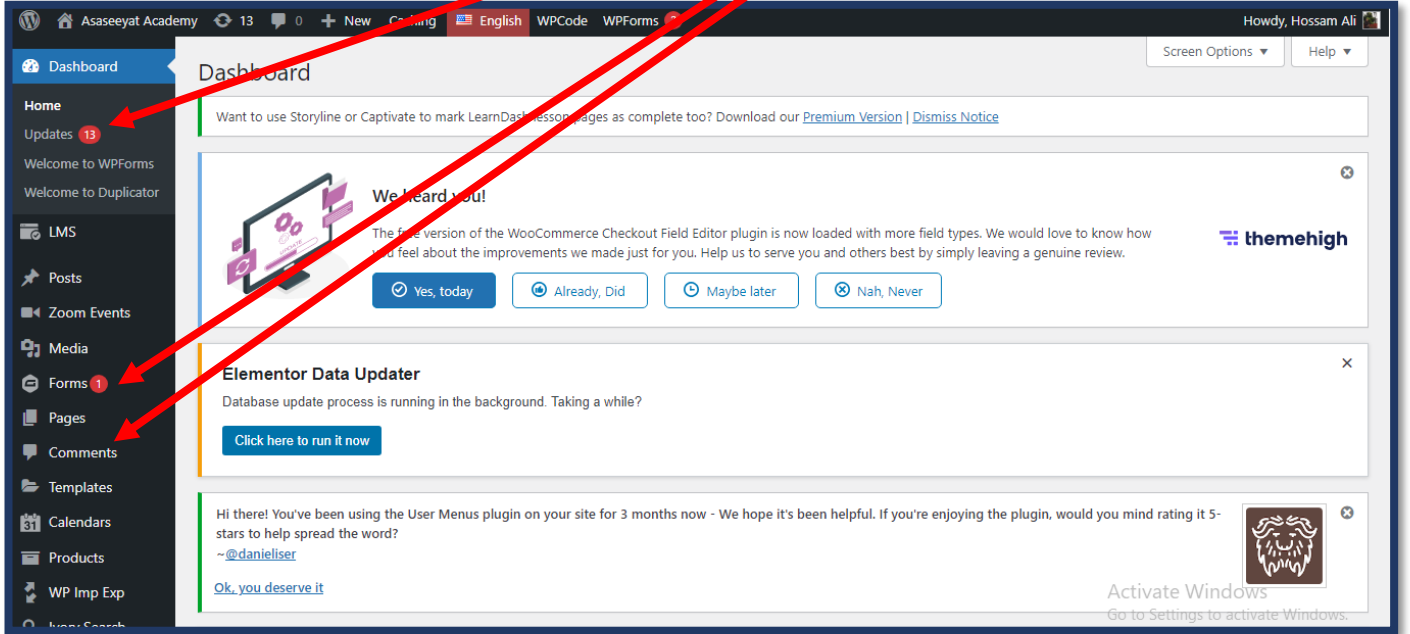 Asaseeyat Academy 13 0 New Caching English WPCode WPForms Howdy, Hossam Ali
Screen Options Help
Dashboard
Home
Updates 13
Welcome to WPForms
Welcome to Duplicator
LMS
Posts
Zoom Events
Media
Forms 1
Pages
Comments
Templates
31 Calendars
Products
WP Imp Exp
Ivory Search
Dashboard
Want to use Storyline or Captivate to mark LearnDash lesson pages as complete too? Download our Premium Version | Dismiss Notice
We heard you!
The free version of the WooCommerce Checkout Field Editor plugin is now loaded with more field types. We would love to know how
you feel about the improvements we made just for you. Help us to serve you and others best by simply leaving a genuine review.
UPDATE
Yes, today Already, Did Maybe later Nah, Never
themehigh
Elementor Data Updater
Database update process is running in the background. Taking a while?
Click here to run it now
Hi there! You've been using the User Menus plugin on your site for 3 months now - We hope it's been helpful. If you're enjoying the plugin, would you mind rating it 5-
stars to help spread the word?
~@danieliser
Ok, you deserve it
Activate Windows
Go to Settings to activate Windows.